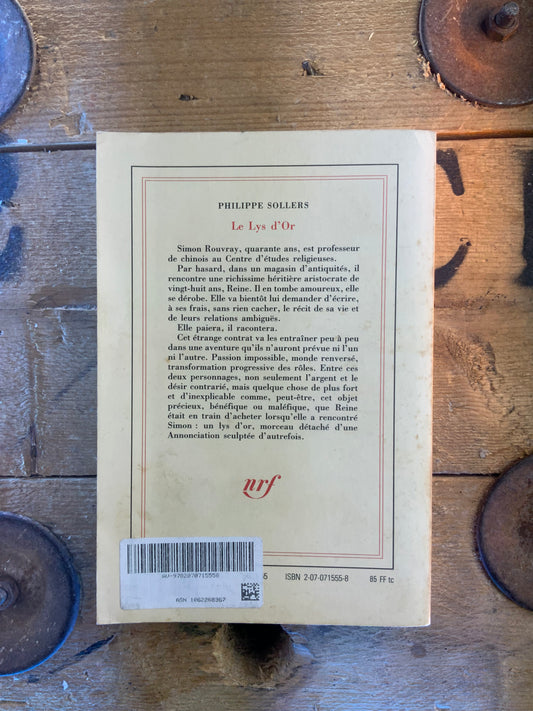 PHILIPPE SOLLERS
Le Lys d'Or
Simon Rouvray, quarante ans, est professeur
de chinois au Centre d'études religieuses.
Par hasard, dans un magasin d'antiquités, il
rencontre une richissime héritière aristocrate de
vingt-huit ans, Reine. Il en tombe amoureux, elle
se dérobe. Elle va bientôt lui demander d'écrire,
à ses frais, sans rien cacher, le récit de sa vie et
de leurs relations ambiguës.
Elle paiera, il racontera.
Cet étrange contrat va les entraîner peu à peu
dans une aventure qu'ils n'auront prévue ni l'un
ni l'autre. Passion impossible, monde renversé,
transformation progressive des rôles. Entre ces
deux personnages, non seulement l'argent et le
désir contrarié, mais quelque chose de plus fort
et d'inexplicable comme, peut-être, cet objet
précieux, bénéfique ou maléfique, que Reine
était en train d'acheter lorsqu'elle a rencontré
Simon : un lys d'or, morceau détaché d'une
Annonciation sculptée d'autrefois.
nrf
AU-9782070715558
ASN 1062268367
5 ISBN 2-07-071555-8 85 FF tc